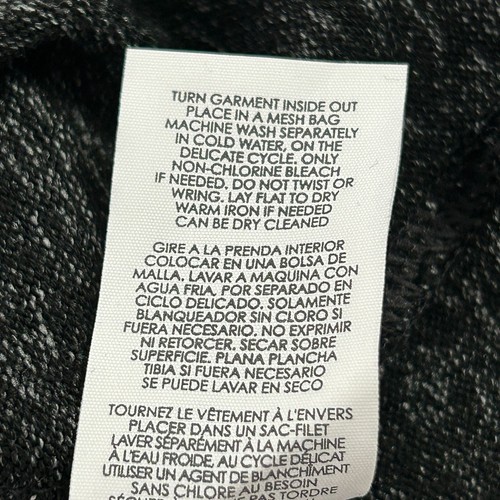 TURN GARMENT INSIDE OUT
PLACE IN A MESH BAG
MACHINE WASH SEPARATELY
IN COLD WATER, ON THE
DELICATE CYCLE. ONLY
NON-CHLORINE BLEACH
IF NEEDED. DO NOT TWIST OR
WRING. LAY FLAT TO DRY
WARM IRON IF NEEDED
CAN BE DRY CLEANED
GIRE A LA PRENDA INTERIOR
COLOCAR EN UNA BOLSA DE
MALLA. LAVAR A MAQUINA CON
AGUA FRIA. POR SEPARADO EN
CICLO DELICADO. SOLAMENTE
BLANQUEADOR SIN CLORO SI
FUERA NECESARIO. NO EXPRIMIR
NI RETORCER. SECAR SOBRE
SUPERFICIE. PLANA PLANCHA
TIBIA SI FUERA NECESARIO
SE PUEDE LAVAR EN SECO
TOURNEZ LE VÊTEMENT À L'ENVERS
PLACER DANS UN SAC-FILET
LAVER SÉPARÉMENT À LA MACHINE
À L'EAU FROIDE, AU CYCLE DÉLICAT
UTILISER UN AGENT DE BLANCHIMENT
SANS CHLORE AU BESOIN
PAS TORDRE